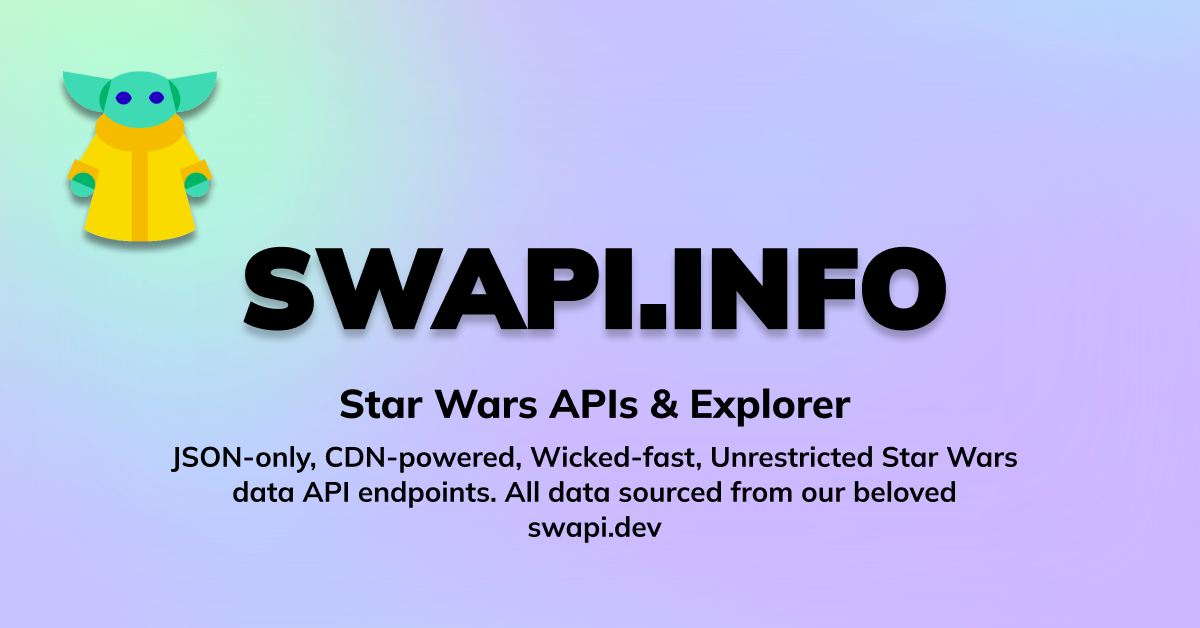 SWAPI.INFO
Star Wars APIs & Explorer
JSON-only, CDN-powered, Wicked-fast, Unrestricted Star Wars
data API endpoints. All data sourced from our beloved
swapi.dev